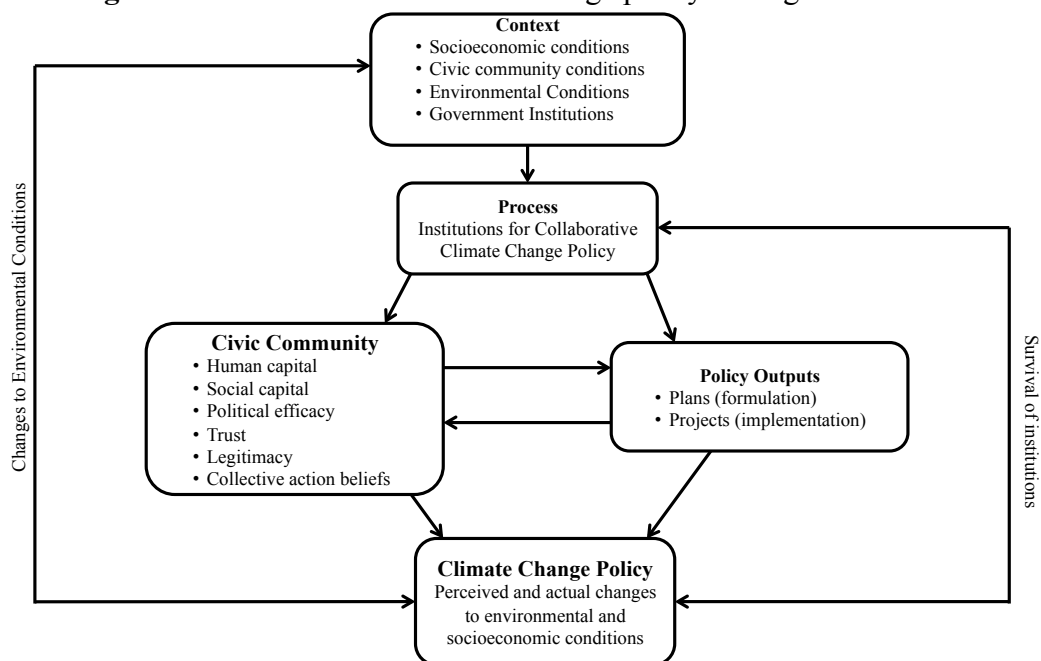 Context
• Socioeconomic conditions
• Civic community conditions
• Environmental Conditions
• Government Institutions
Process
Institutions for Collaborative
Climate Change Policy
Changes to Environmental Conditions
Civic Community
• Human capital
• Social capital
• Political efficacy
• Trust
• Legitimacy
• Collective action beliefs
Policy Outputs
• Plans (formulation)
• Projects (implementation)
Survival of institutions
Climate Change Policy
Perceived and actual changes
to environmental and
socioeconomic conditions